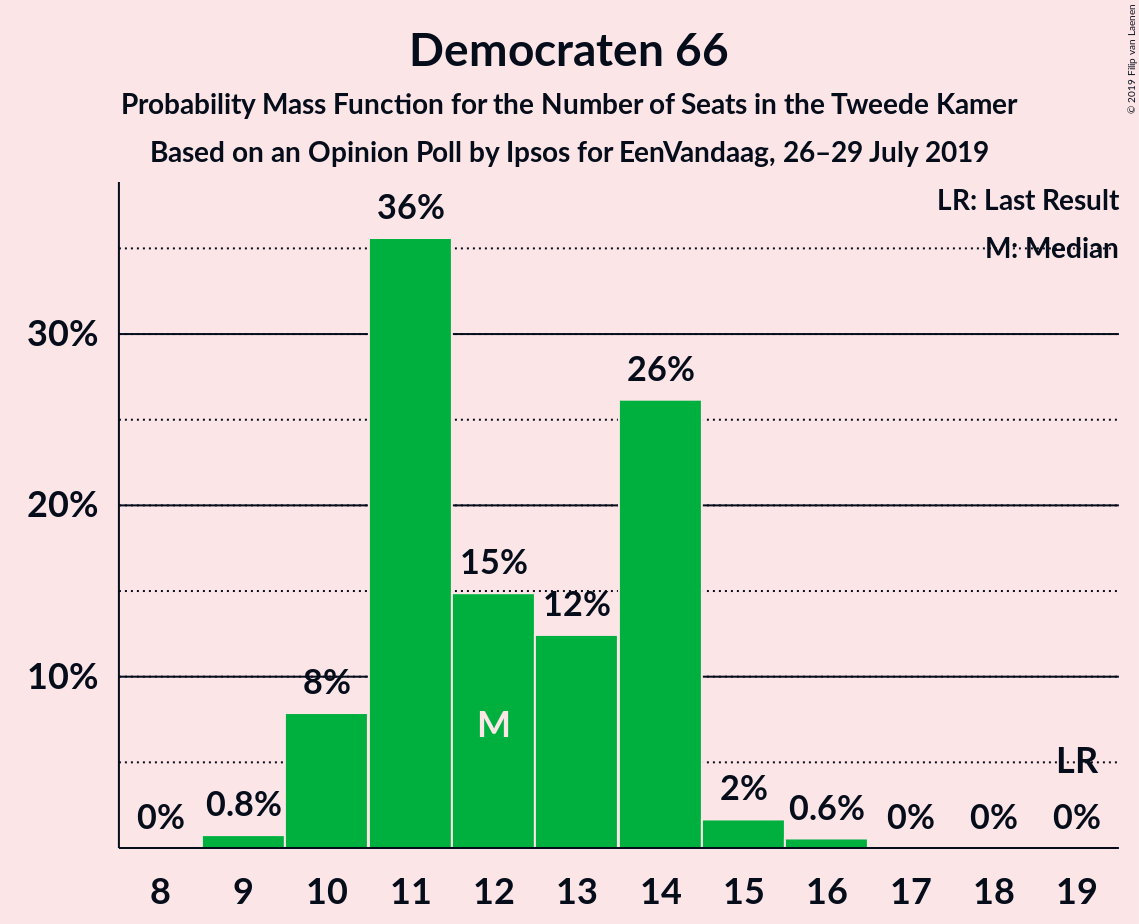 Democraten 66
Probability Mass Function for the Number of Seats in the Tweede Kamer
Based on an Opinion Poll by Ipsos for EenVandaag, 26–29 July 2019
© 2019 Filip van Laenen
LR: Last Result
M: Median
30%
20%
10%
0%
0.8%
8%
36%
15%
12%
26%
2%
0.6%
0%
0%
0%
M
LR
8 9 10 11 12 13 14 15 16 17 18 19